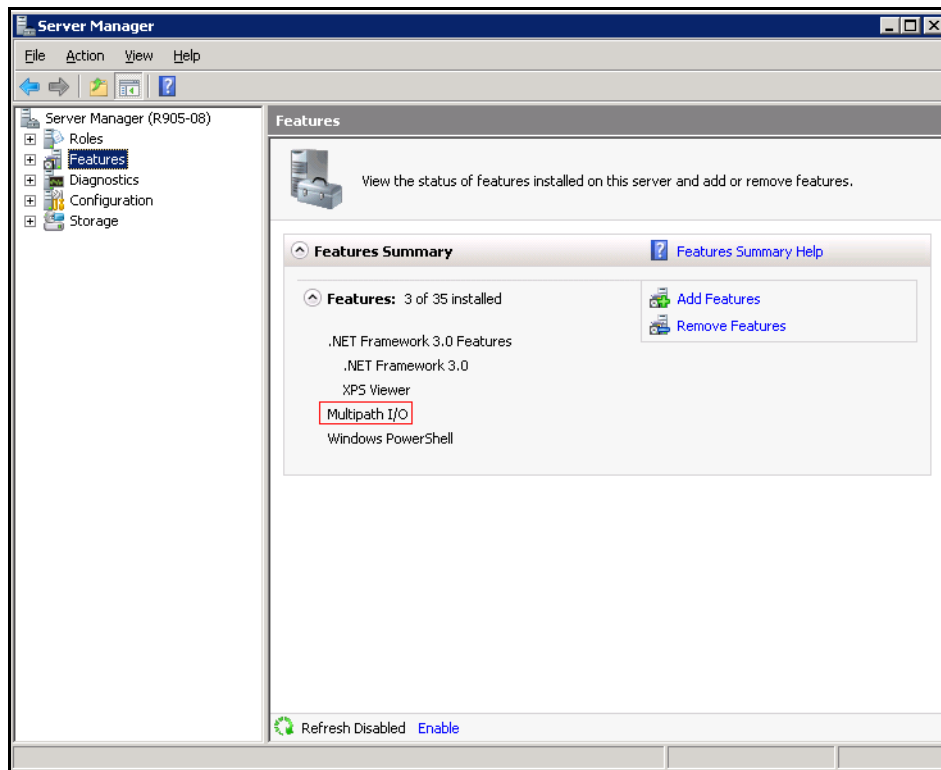 Server Manager
File Action View Help
Server Manager (R905-08)
Roles
Features
Diagnostics
Configuration
Storage
Features
View the status of features installed on this server and add or remove features.
Features Summary
Features Summary Help
Features: 3 of 35 installed
Add Features
Remove Features
.NET Framework 3.0 Features
.NET Framework 3.0
XPS Viewer
Multipath I/O
Windows PowerShell
Refresh Disabled Enable